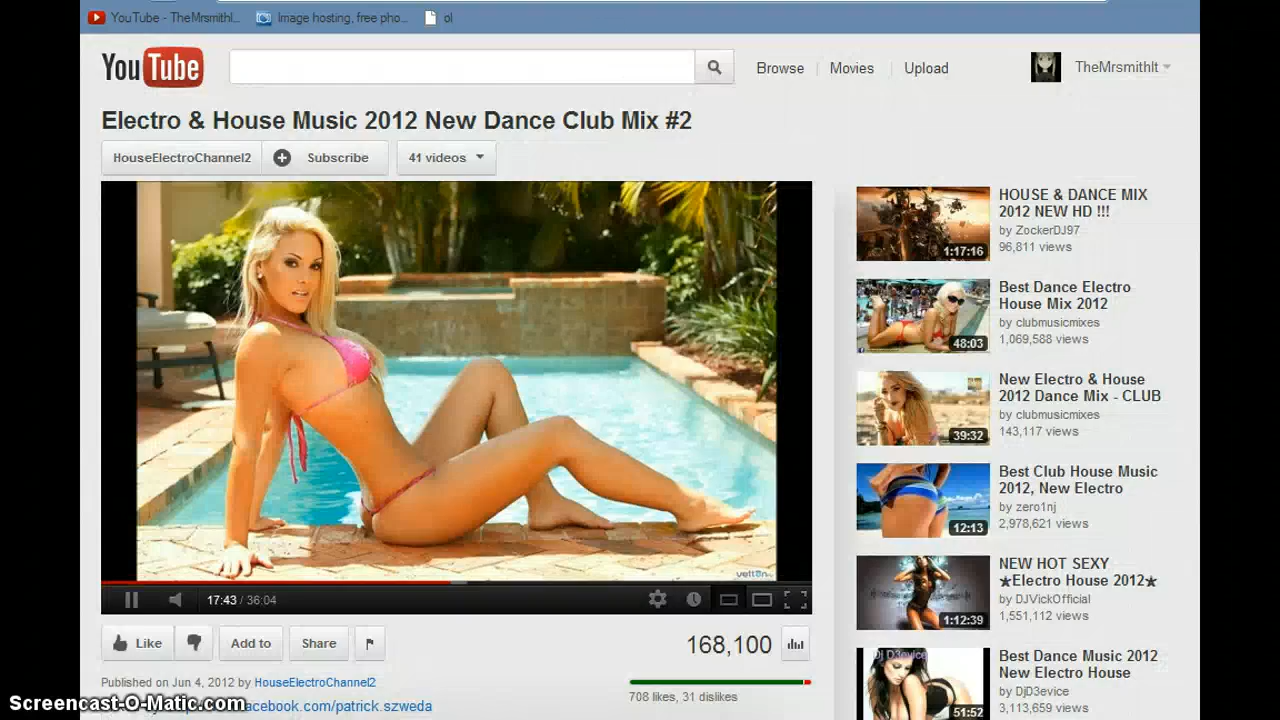 YouTube - TheMrsmithI...
Image hosting, free pho...
ol
YouTube
Browse
Movies
Upload
TheMrsmithIt
Electro & House Music 2012 New Dance Club Mix #2
HouseElectroChannel2
Subscribe
41 videos
HOUSE & DANCE MIX
2012 NEW HD !!!
by ZockerDJ97
96,811 views
1:17:16
Best Dance Electro
House Mix 2012
by clubmusicmixes
1,069,588 views
48:03
New Electro & House
2012 Dance Mix - CLUB
by clubmusicmixes
143,117 views
39:32
Best Club House Music
2012, New Electro
by zero1nj
2,978,621 views
12:13
NEW HOT SEXY
★Electro House 2012★
by DJVickOfficial
1,551,112 views
1:12:39
Best Dance Music 2012
New Electro House
by DjD3evice
3,113,659 views
Dj D3evice
51:52
17:43 / 36:04
Like
Add to
Share
168,100
Published on Jun 4, 2012 by HouseElectroChannel2
708 likes, 31 dislikes
acebook.com/patrick.szweda
Screencast-O-Matic.com